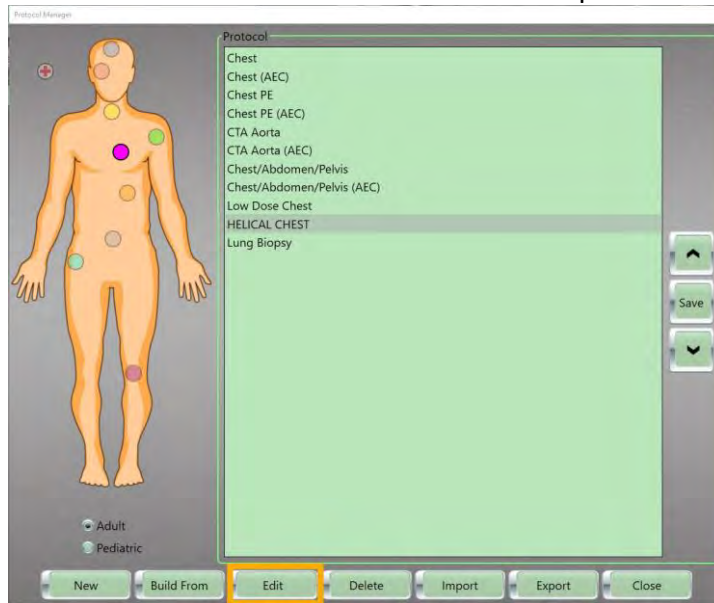 Protocol Manager
Protocol
Chest
Chest (AEC)
Chest PE
Chest PE (AEC)
CTA Aorta
CTA Aorta (AEC)
Chest/Abdomen/Pelvis
Chest/Abdomen/Pelvis (AEC)
Low Dose Chest
HELICAL CHEST
Lung Biopsy
Save
Adult
Pediatric
New Build From Edit Delete Import Export Close